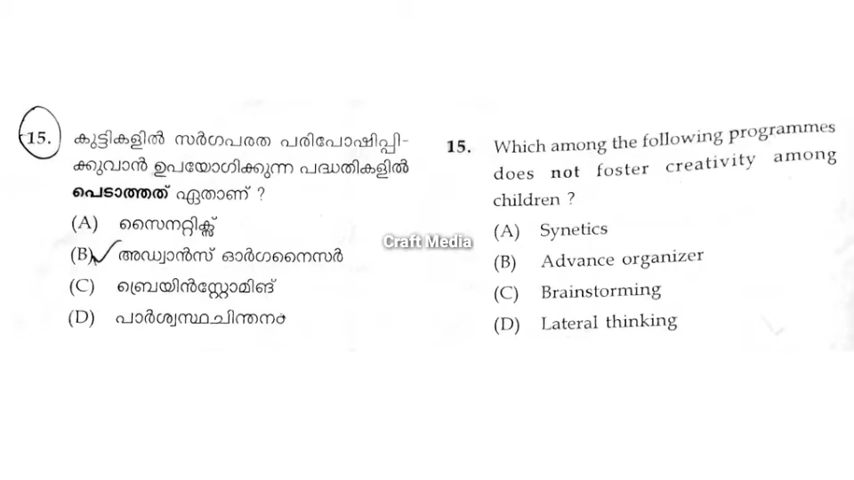 15. കുട്ടികളിൽ സർഗപരത പരിപോഷിപ്പി-
ക്കുവാൻ ഉപയോഗിക്കുന്ന പദ്ധതികളിൽ
പെടാത്തത് ഏതാണ് ?
(A) സൈനറ്റിക്സ്
(B) അഡ്വാൻസ് ഓർഗനൈസർ
(C) ബ്രെയിൻസ്റ്റോമിങ്
(D) പാർശ്വസ്ഥചിന്തനം
15. Which among the following programmes
does not foster creativity among
children ?
(A) Synetics
(B) Advance organizer
(C) Brainstorming
(D) Lateral thinking
Craft Media